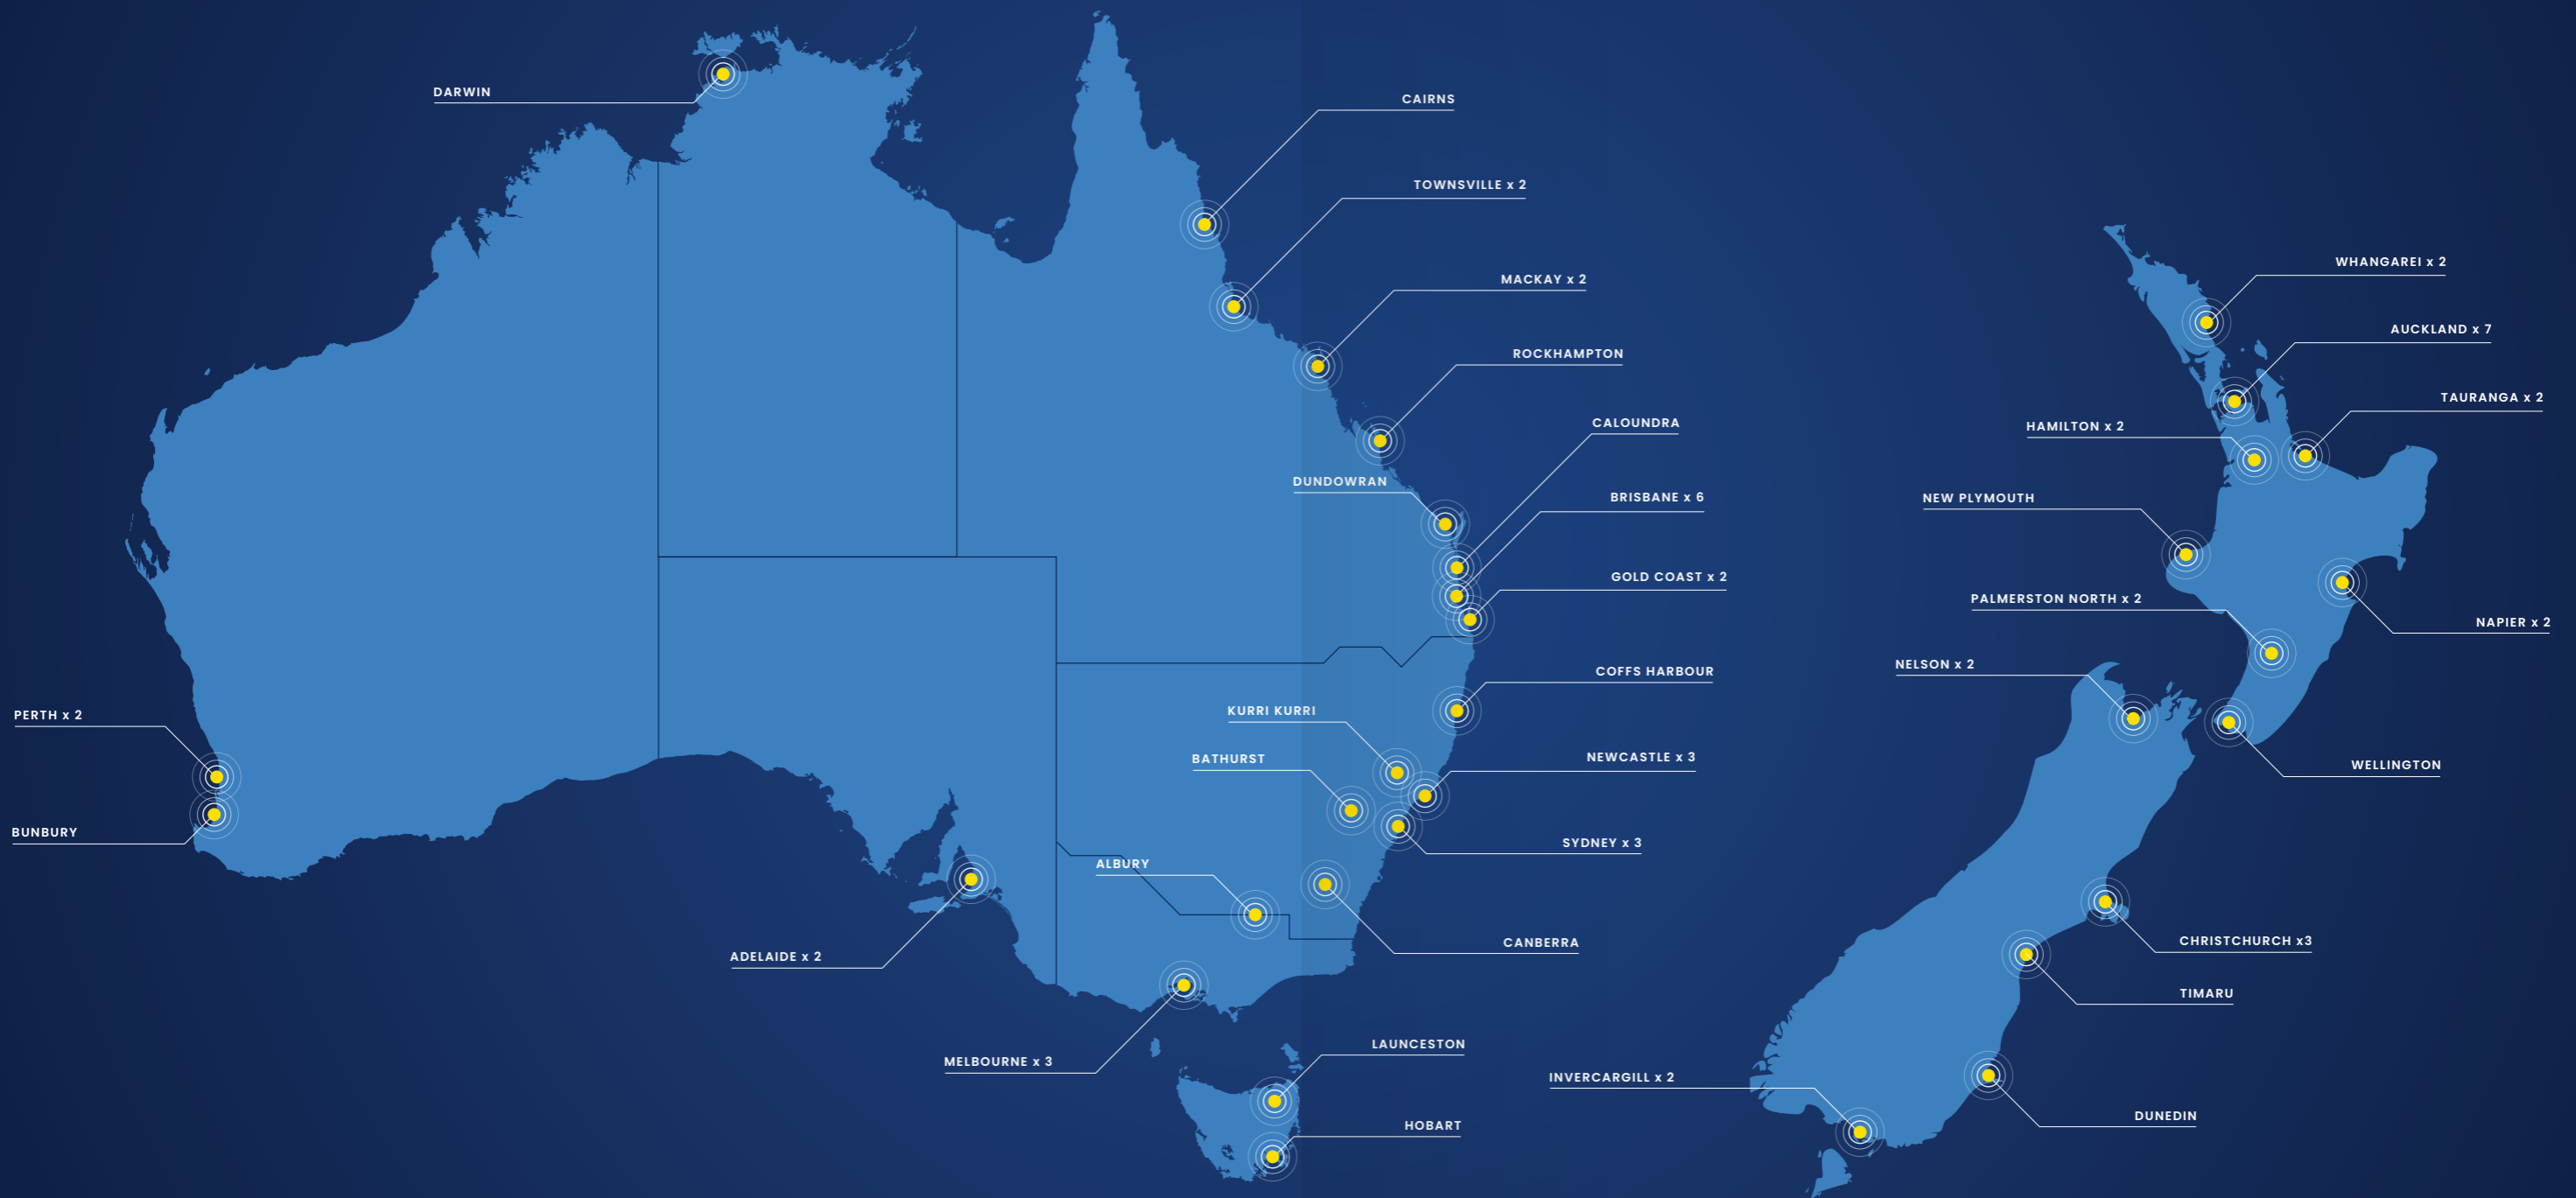 DARWIN
CAIRNS
TOWNSVILLE x 2
MACKAY x 2
ROCKHAMPTON
CALOUNDRA
DUNDOWRAN
BRISBANE x 6
GOLD COAST x 2
COFFS HARBOUR
KURRI KURRI
BATHURST
NEWCASTLE x 3
SYDNEY x 3
ALBURY
CANBERRA
PERTH x 2
BUNBURY
ADELAIDE x 2
MELBOURNE x 3
LAUNCESTON
HOBART
WHANGAREI x 2
AUCKLAND x 7
TAURANGA x 2
HAMILTON x 2
NEW PLYMOUTH
PALMERSTON NORTH x 2
NAPIER x 2
NELSON x 2
WELLINGTON
CHRISTCHURCH x3
TIMARU
INVERCARGILL x 2
DUNEDIN